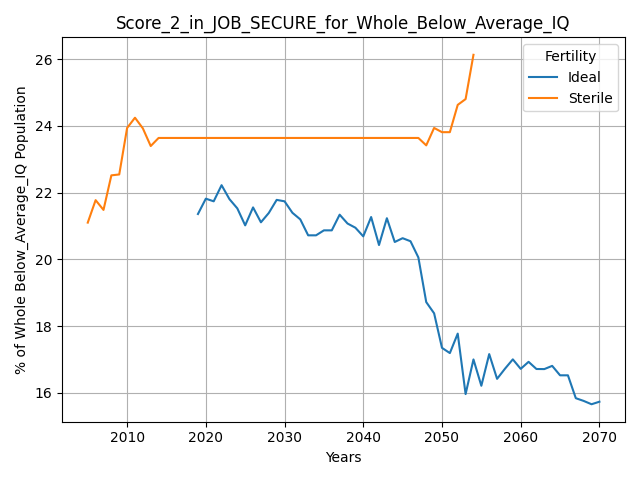 Score_2_in_JOB_SECURE_for_Whole_Below_Average_IQ
% of Whole Below_Average_IQ Population
26
24
22
20
18
16
Fertility
Ideal
Sterile
2010 2020 2030 2040 2050 2060 2070
Years